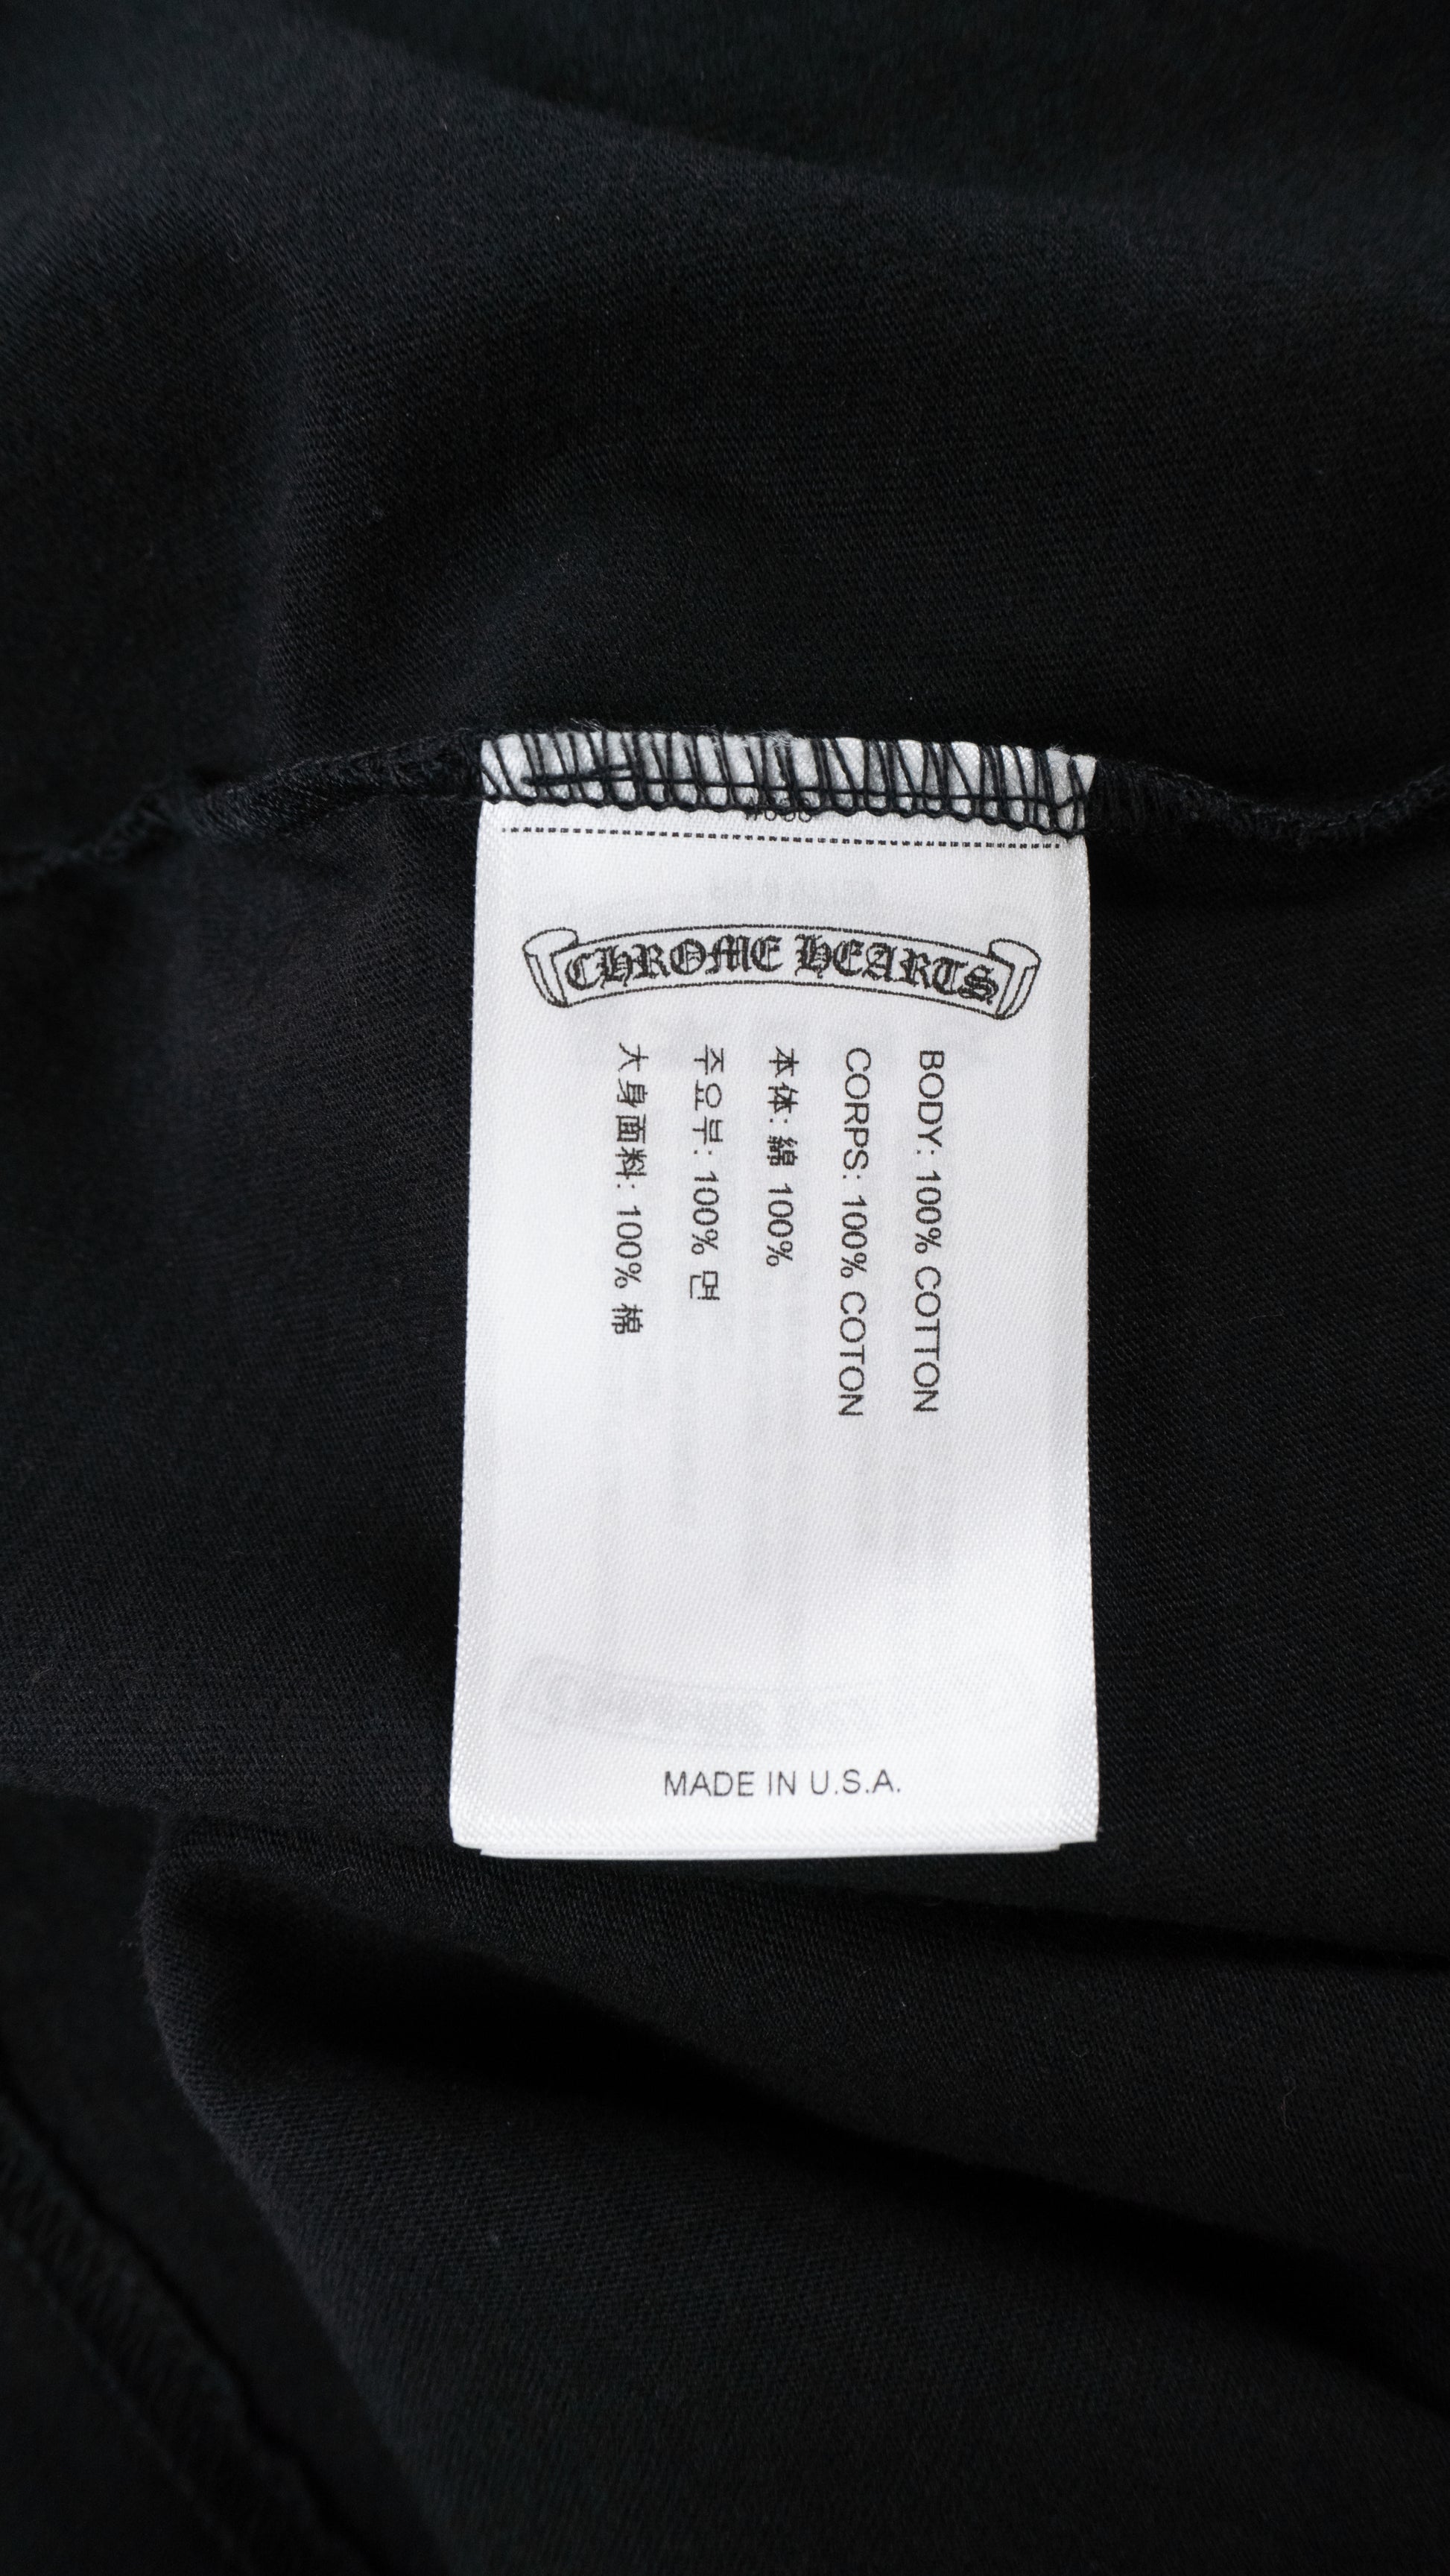 CHROME HEARTS
BODY: 100% COTTON
CORPS: 100% COTON
本体: 綿 100%
주요부: 100% 면
大身面料: 100% 棉
MADE IN U.S.A.